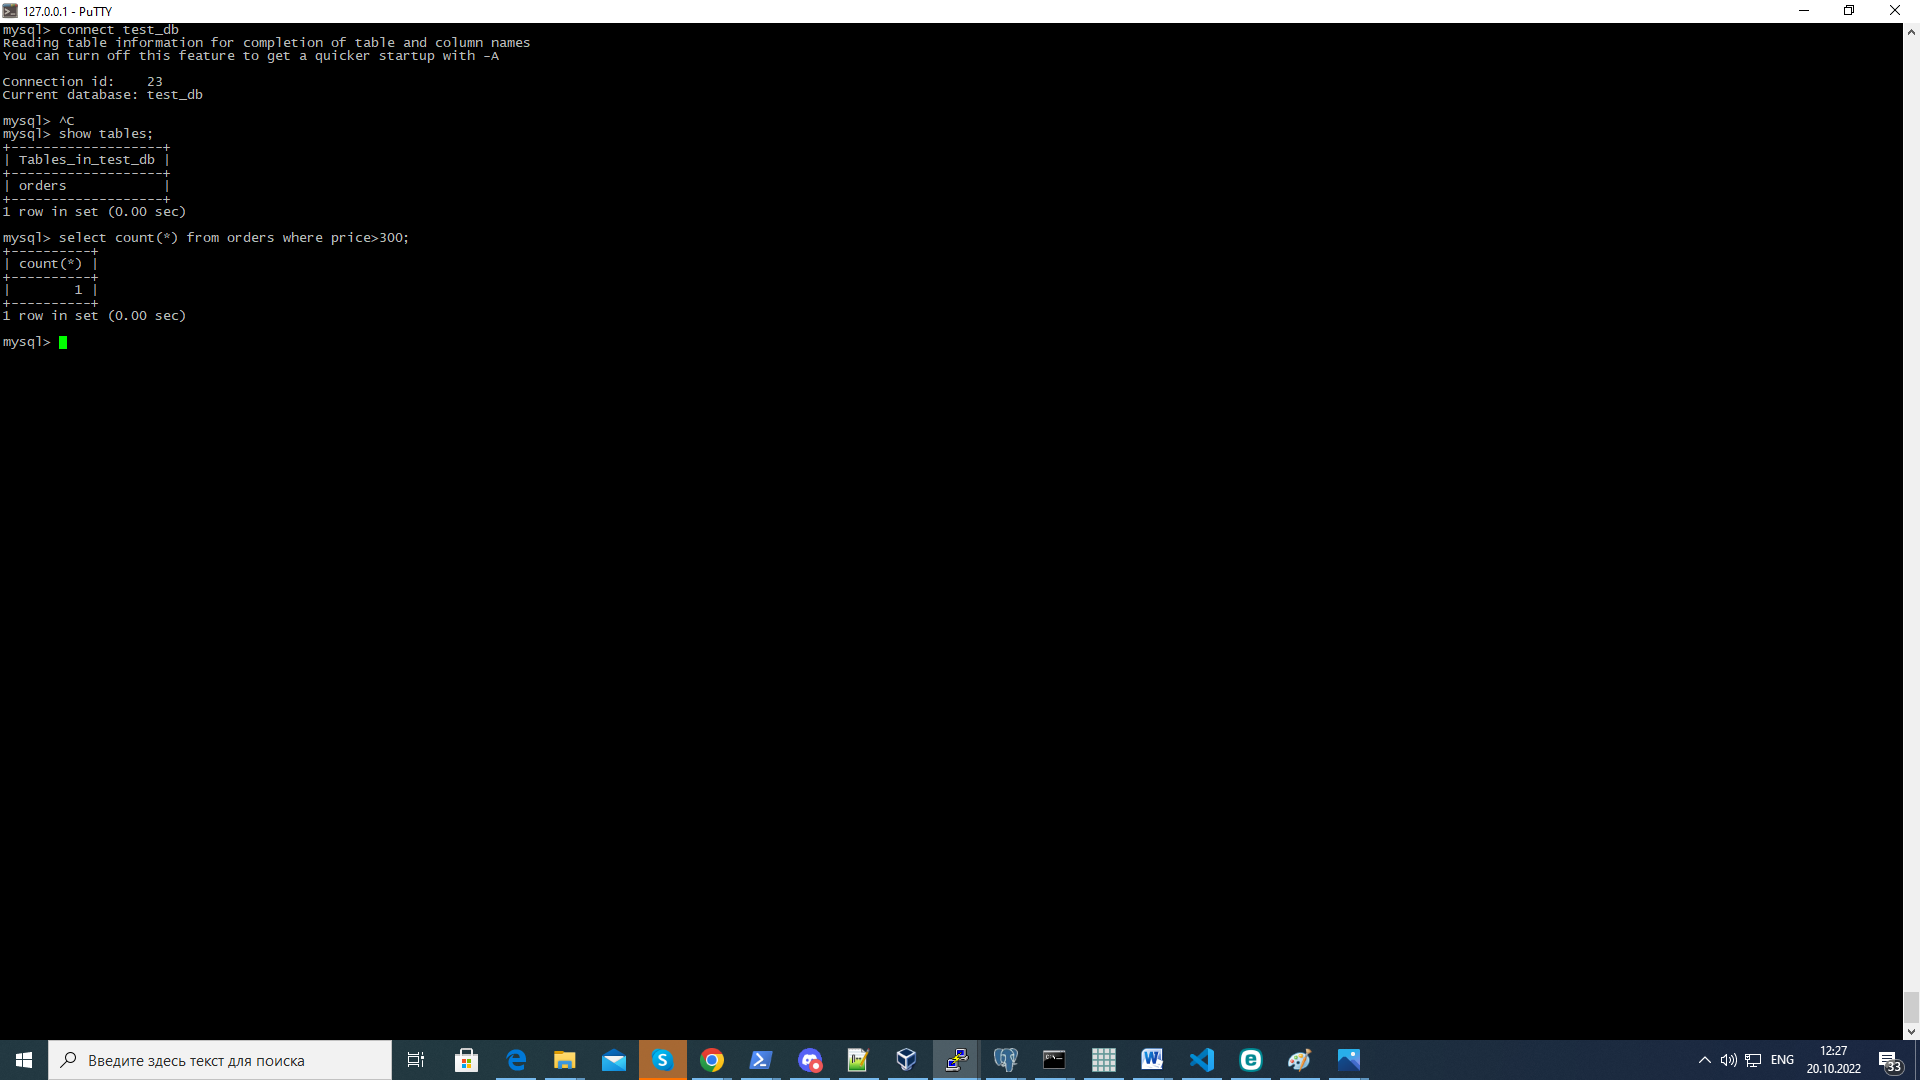 127.0.0.1 - PuTTY
mysql> connect test_db
Reading table information for completion of table and column names
You can turn off this feature to get a quicker startup with -A
Connection id:    23
Current database: test_db
mysql> ^C
mysql> show tables;
+-------------------+
| Tables_in_test_db |
+-------------------+
| orders            |
+-------------------+
1 row in set (0.00 sec)
mysql> select count(*) from orders where price>300;
+----------+
| count(*) |
+----------+
|        1 |
+----------+
1 row in set (0.00 sec)
mysql>
Введите здесь текст для поиска
ENG
12:27
20.10.2022
33